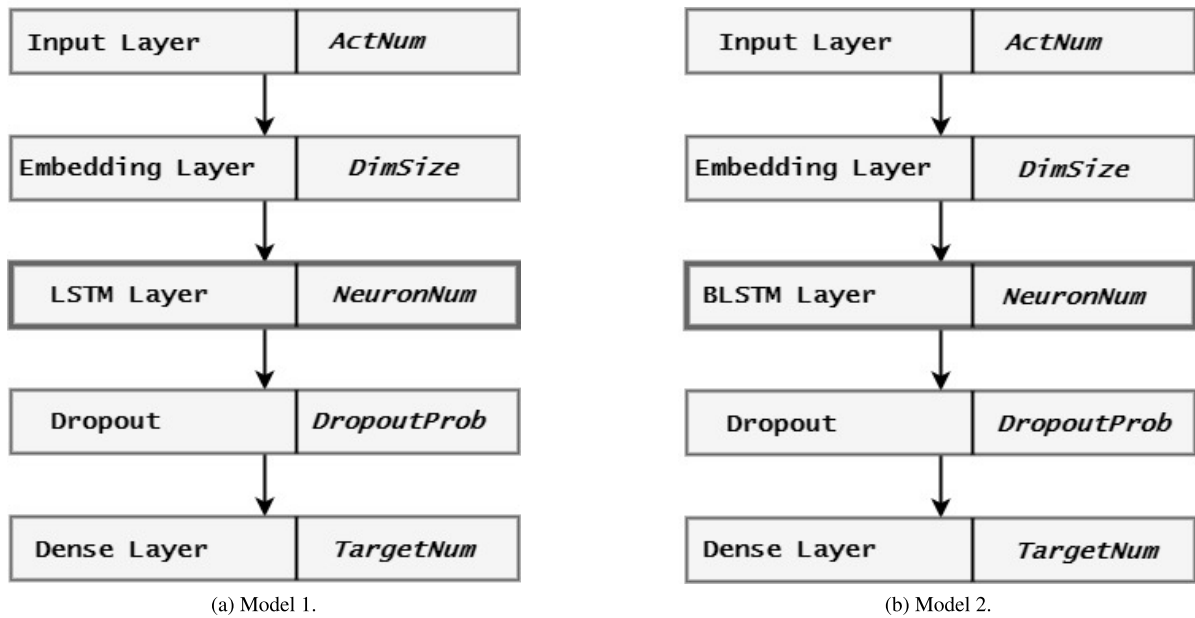 Input Layer ActNum
Embedding Layer DimSize
LSTM Layer NeuronNum
Dropout DropoutProb
Dense Layer TargetNum
(a) Model 1.
Input Layer ActNum
Embedding Layer DimSize
BLSTM Layer NeuronNum
Dropout DropoutProb
Dense Layer TargetNum
(b) Model 2.